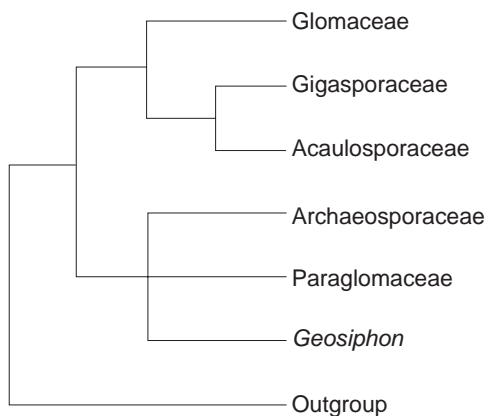 Glomaceae
Gigasporaceae
Acaulosporaceae
Archaeosporaceae
Paraglomaceae
Geosiphon
Outgroup